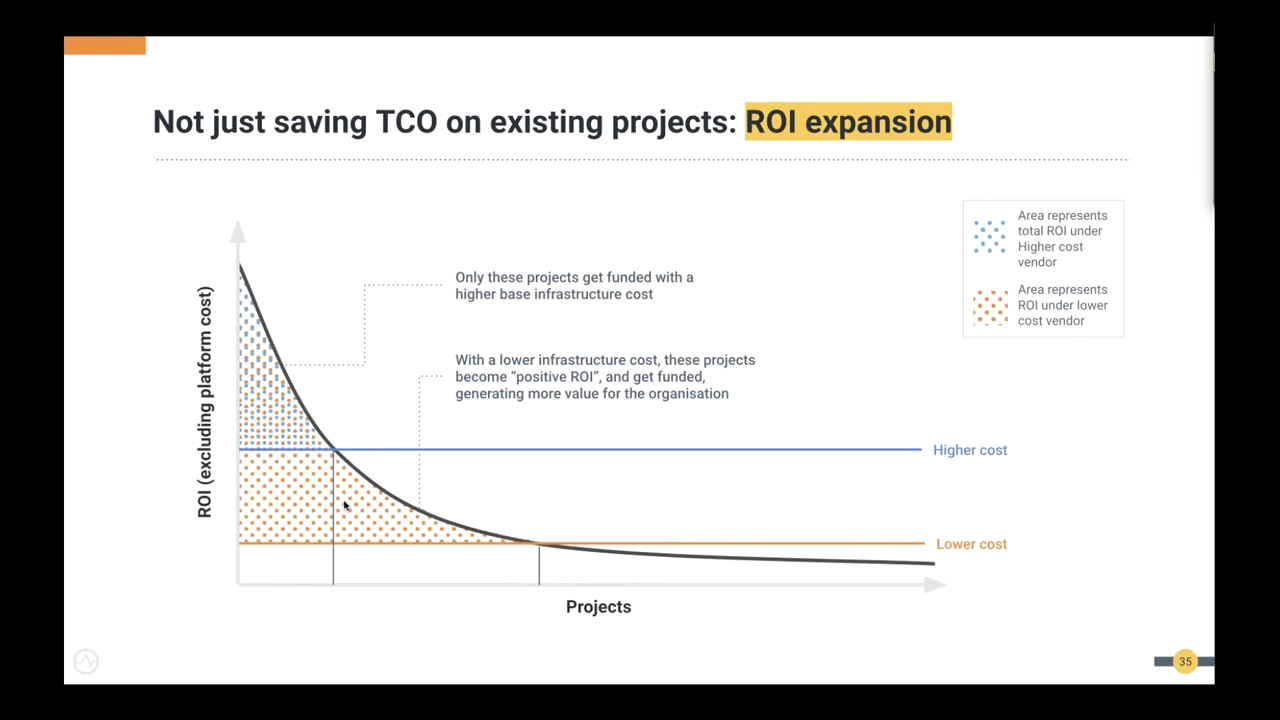 Not just saving TCO on existing projects: ROI expansion
Area represents
total ROI under
Higher cost
vendor
Area represents
ROI under lower
cost vendor
Only these projects get funded with a
higher base infrastructure cost
With a lower infrastructure cost, these projects
become “positive ROI”, and get funded,
generating more value for the organisation
ROI (excluding platform cost)
Higher cost
Lower cost
Projects
35